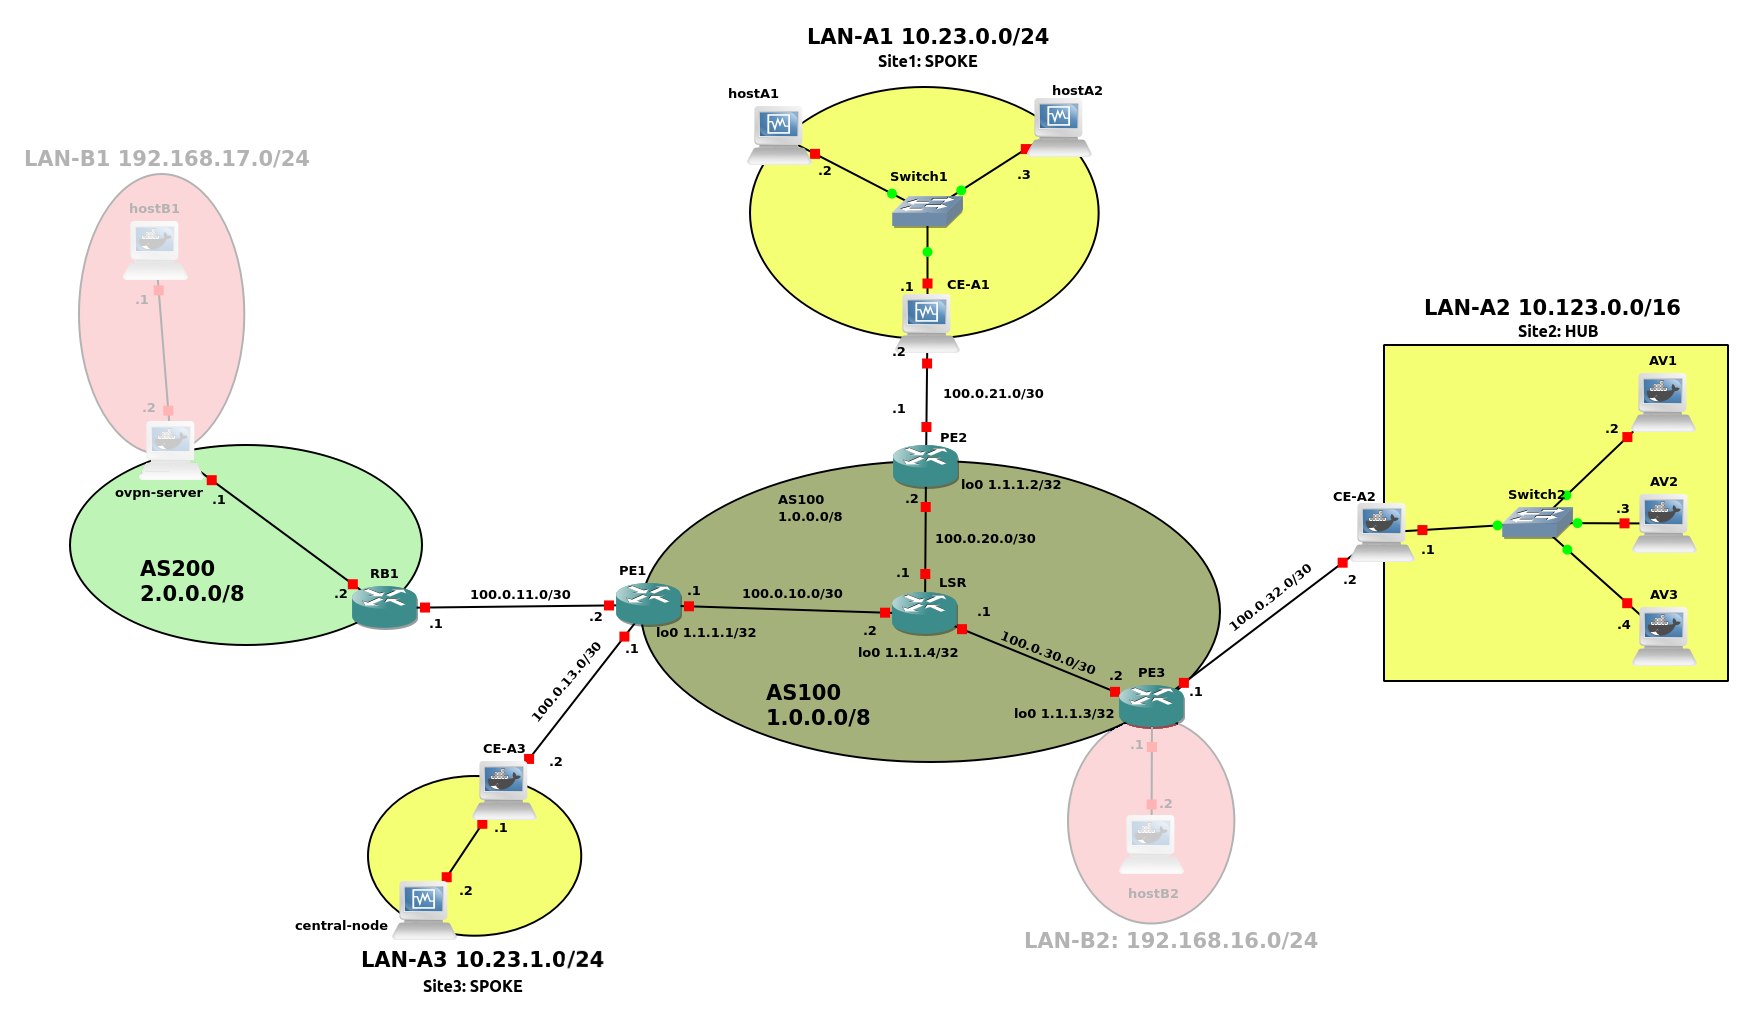 LAN-A1 10.23.0.0/24
Site1: SPOKE
hostA1
hostA2
.2
.3
Switch1
.1
CE-A1
.2
100.0.21.0/30
.1
PE2
lo0 1.1.1.2/32
.2
AS100
1.0.0.0/8
100.0.20.0/30
.1
LSR
LAN-B1 192.168.17.0/24
hostB1
.1
.2
ovpn-server
.1
AS200
2.0.0.0/8
.2
RB1
.1
100.0.11.0/30
.2
PE1
.1
lo0 1.1.1.1/32
100.0.10.0/30
.2
lo0 1.1.1.4/32
.1
100.0.30.0/30
.2
PE3
.1
lo0 1.1.1.3/32
AS100
1.0.0.0/8
.1
100.0.13.0/30
CE-A3
.2
.1
.2
central-node
LAN-A3 10.23.1.0/24
Site3: SPOKE
.1
.2
hostB2
LAN-B2: 192.168.16.0/24
100.0.32.0/30
.2
CE-A2
.1
LAN-A2 10.123.0.0/16
Site2: HUB
AV1
.2
Switch2
AV2
.3
AV3
.4